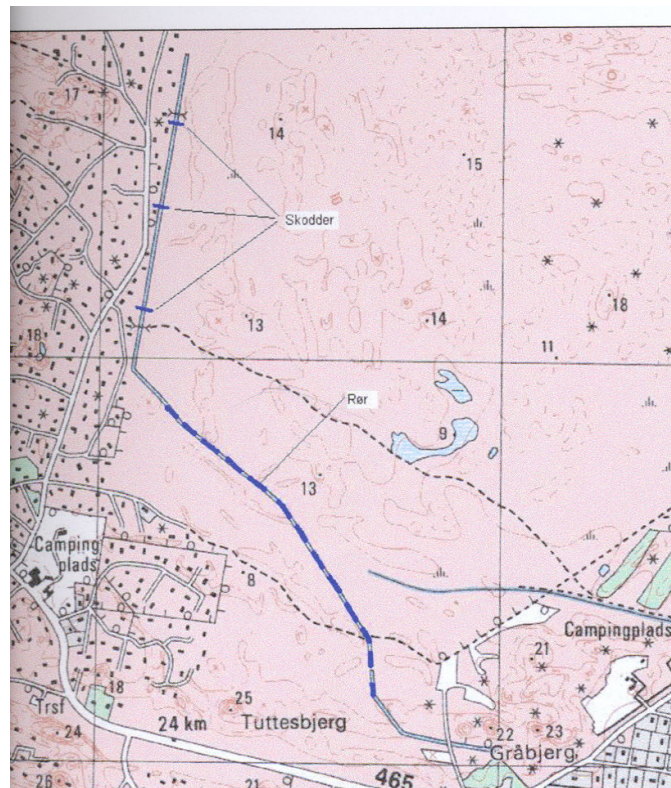 17
14
15
Skodder
18
13
14
18
11
Rør
9
13
Camping
plads
8
Campingplads
21
18
25
Trsf
Tuttesbjerg
24 km
24
22
23
Gråbjerg
465
21
26